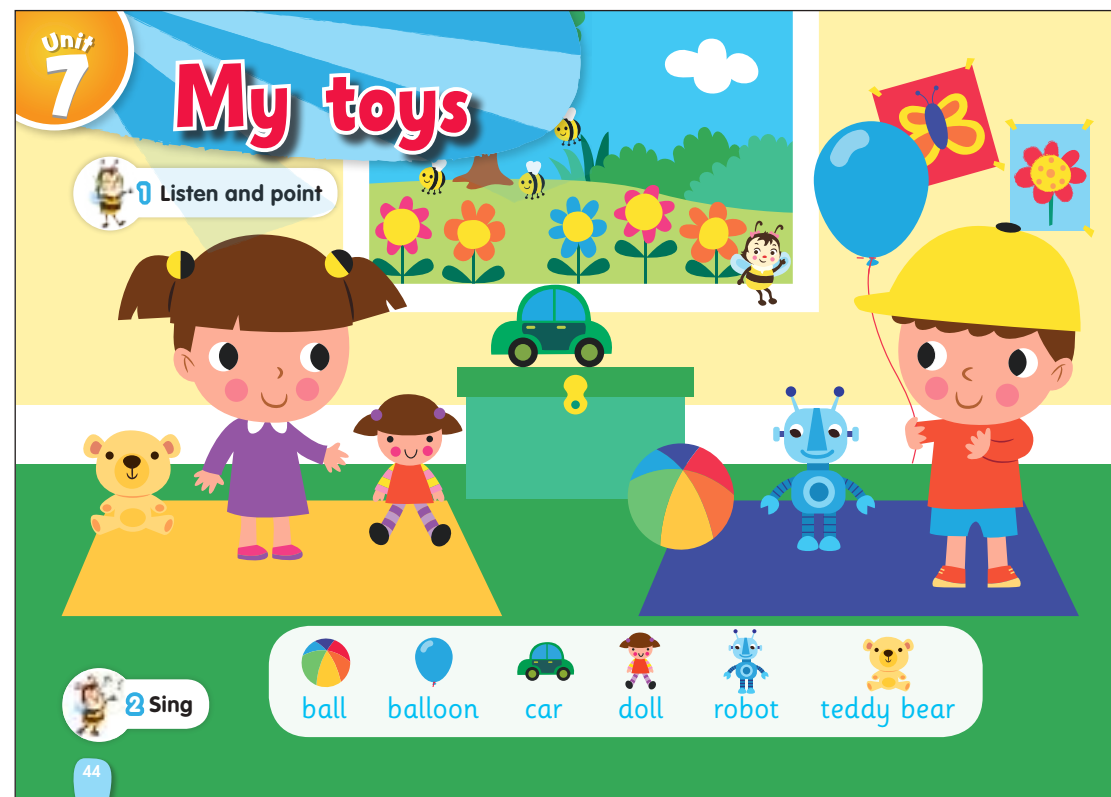 Unit
7
My toys
1 Listen and point
ball balloon car doll robot teddy bear
2 Sing
44